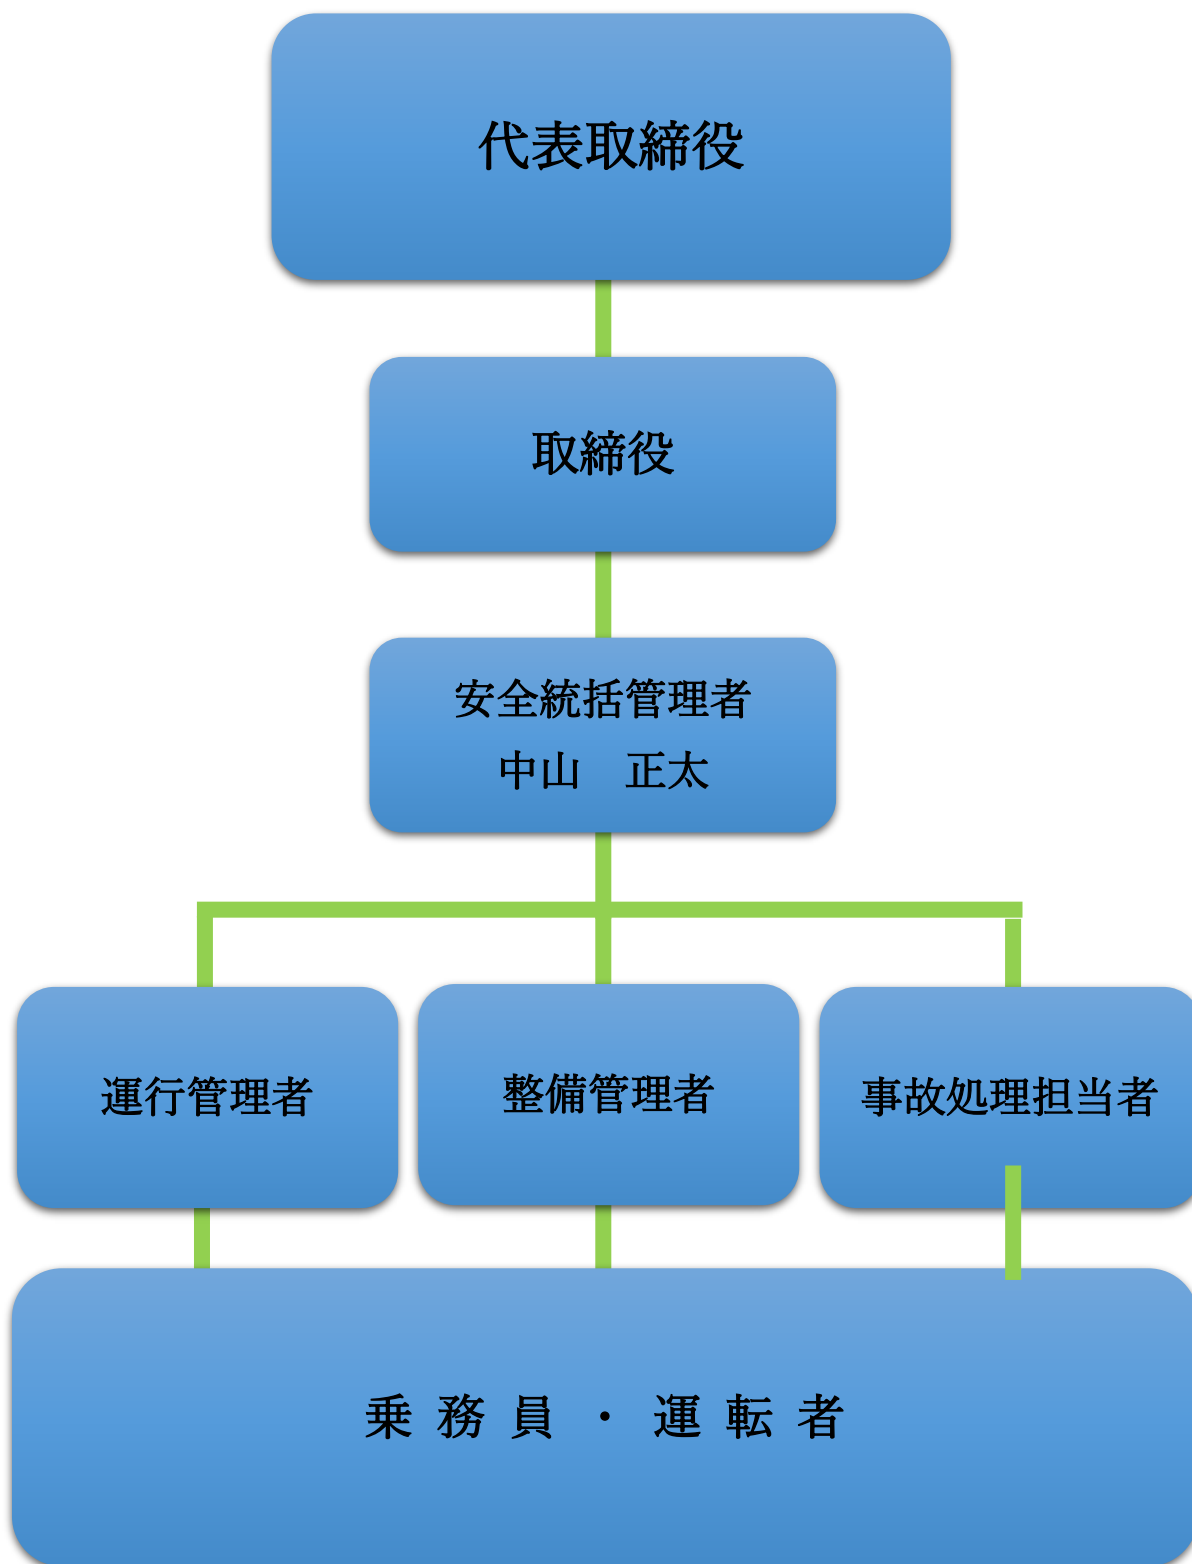 代表取締役
取締役
安全統括管理者
中山　正太
運行管理者
整備管理者
事故処理担当者
乗 務 員 ・ 運 転 者